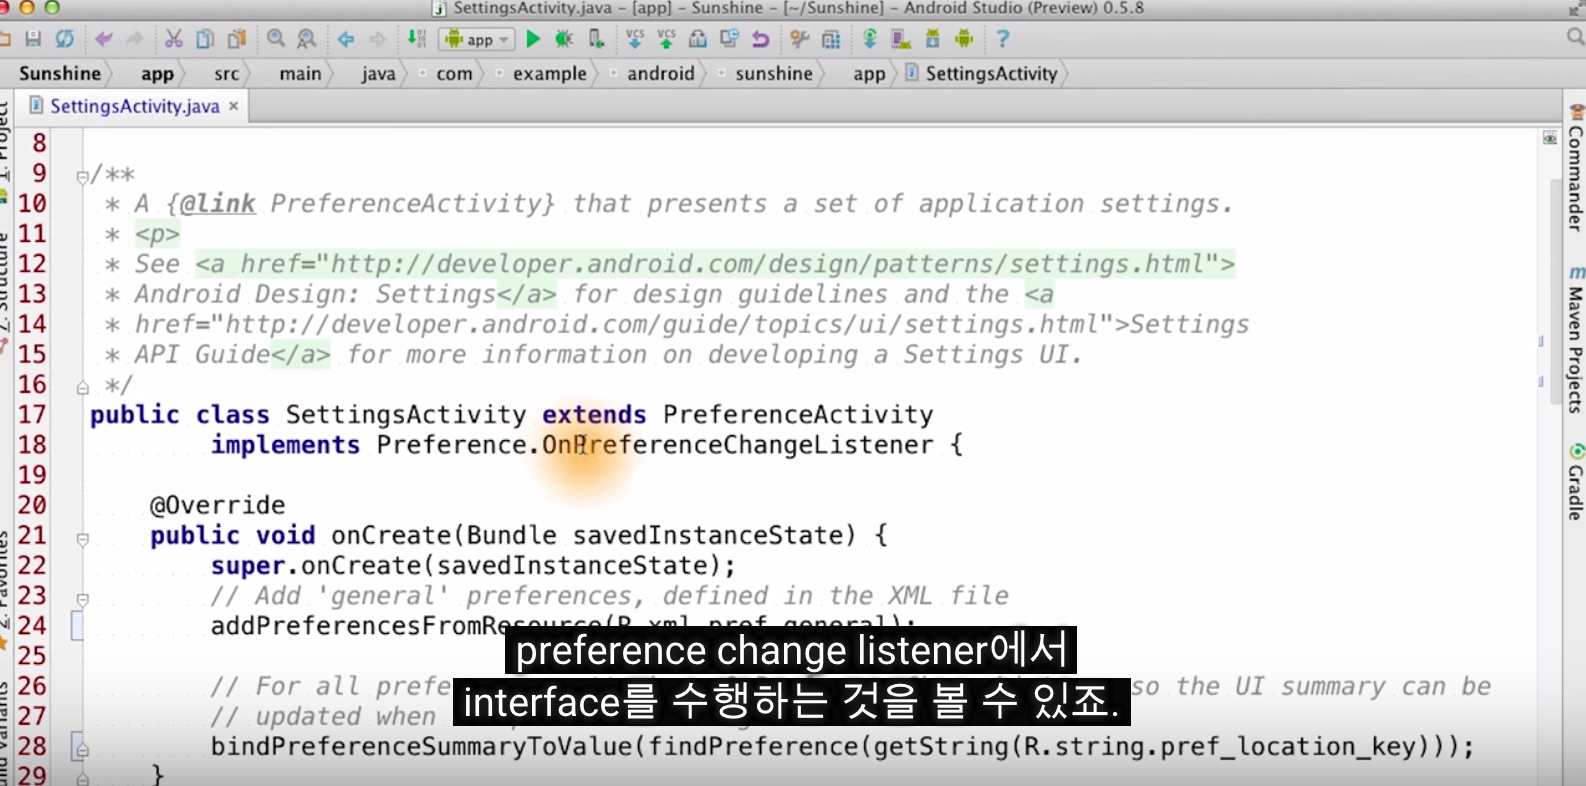 SettingsActivity.java – [app] – Sunshine – [~/Sunshine] – Android Studio (Preview) 0.5.8
app
Sunshine app src main java com example android sunshine app SettingsActivity
SettingsActivity.java
8
9 /**
10 * A {@link PreferenceActivity} that presents a set of application settings.
11 * <p>
12 * See <a href="http://developer.android.com/design/patterns/settings.html">
13 * Android Design: Settings</a> for design guidelines and the <a
14 * href="http://developer.android.com/guide/topics/ui/settings.html">Settings
15 * API Guide</a> for more information on developing a Settings UI.
16 */
17 public class SettingsActivity extends PreferenceActivity
18 implements Preference.OnPreferenceChangeListener {
19
20 @Override
21 public void onCreate(Bundle savedInstanceState) {
22 super.onCreate(savedInstanceState);
23 // Add 'general' preferences, defined in the XML file
24 addPreferencesFromResource(R.xml.pref_general);
25
26 // For all so the UI summary can be
27 // updated when
28 bindPreferenceSummaryToValue(findPreference(getString(R.string.pref_location_key)));
29 }
preference change listener에서
interface를 수행하는 것을 볼 수 있죠.
Project
Z: Structure
2: Favorites
Commander
Maven Projects
Gradle